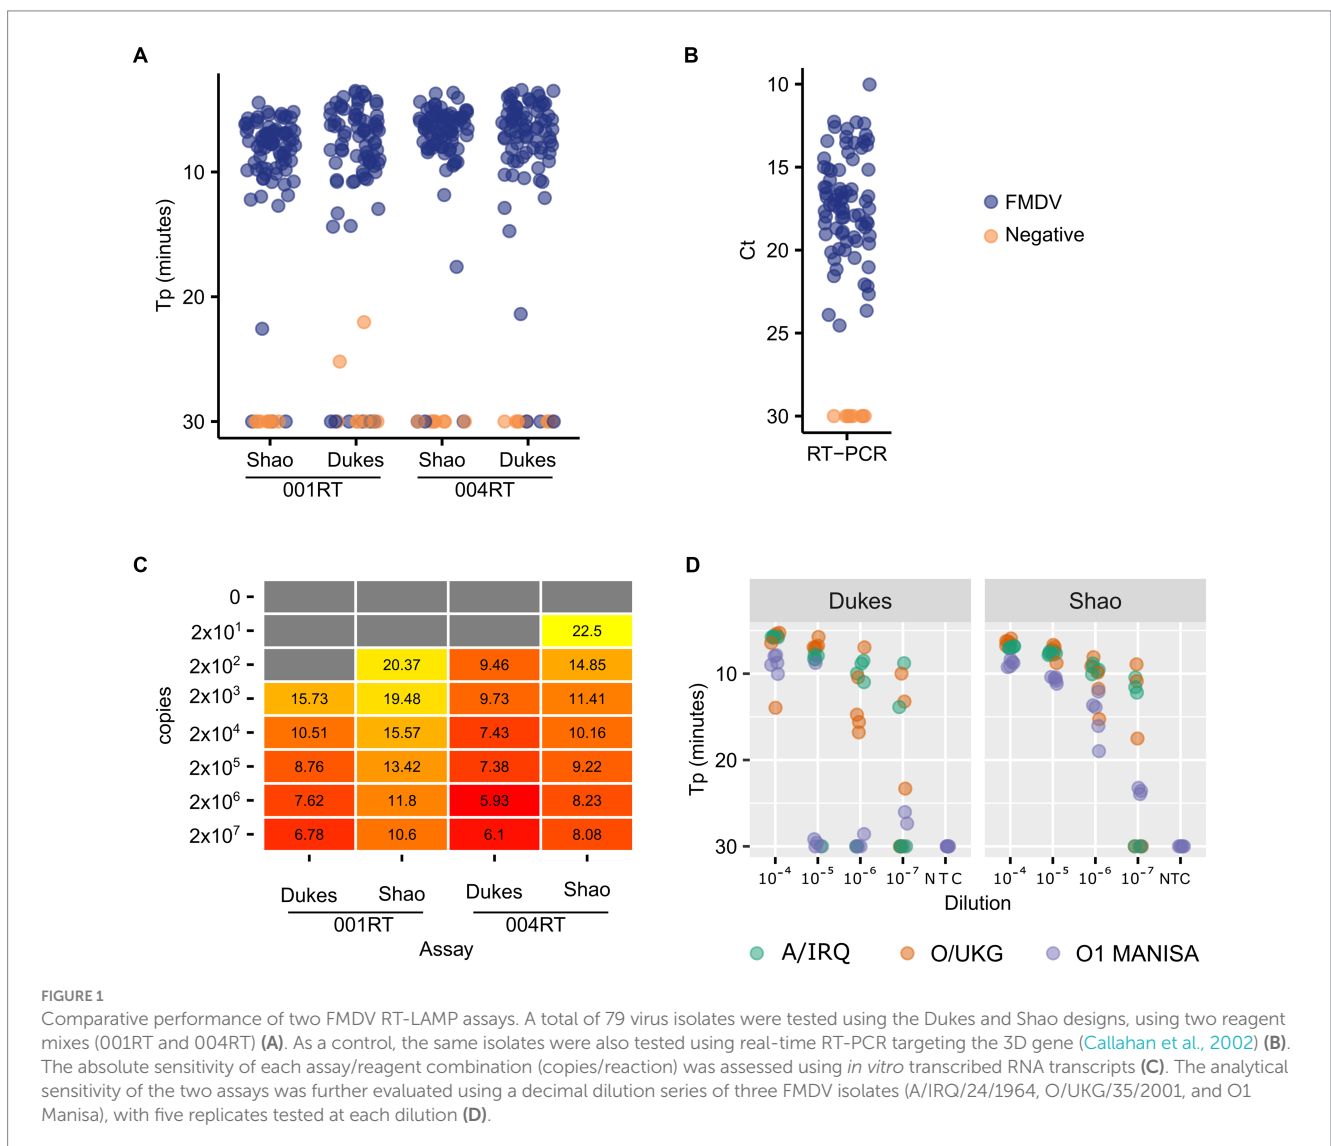 A
Tp (minutes)
10
20
30
Shao Dukes Shao Dukes
001RT 004RT
B
Ct
10
15
20
25
30
RT−PCR
FMDV
Negative
C
copies
0
2x10¹ 22.5
2x10² 20.37 9.46 14.85
2x10³ 15.73 19.48 9.73 11.41
2x10⁴ 10.51 15.57 7.43 10.16
2x10⁵ 8.76 13.42 7.38 9.22
2x10⁶ 7.62 11.8 5.93 8.23
2x10⁷ 6.78 10.6 6.1 8.08
Dukes Shao Dukes Shao
001RT 004RT
Assay
D
Dukes Shao
Tp (minutes)
10
20
30
10⁻⁴ 10⁻⁵ 10⁻⁶ 10⁻⁷ N T C 10⁻⁴ 10⁻⁵ 10⁻⁶ 10⁻⁷ NTC
Dilution
A/IRQ O/UKG O1 MANISA
FIGURE 1
Comparative performance of two FMDV RT-LAMP assays. A total of 79 virus isolates were tested using the Dukes and Shao designs, using two reagent
mixes (001RT and 004RT) (A). As a control, the same isolates were also tested using real-time RT-PCR targeting the 3D gene (Callahan et al., 2002) (B).
The absolute sensitivity of each assay/reagent combination (copies/reaction) was assessed using in vitro transcribed RNA transcripts (C). The analytical
sensitivity of the two assays was further evaluated using a decimal dilution series of three FMDV isolates (A/IRQ/24/1964, O/UKG/35/2001, and O1
Manisa), with five replicates tested at each dilution (D).